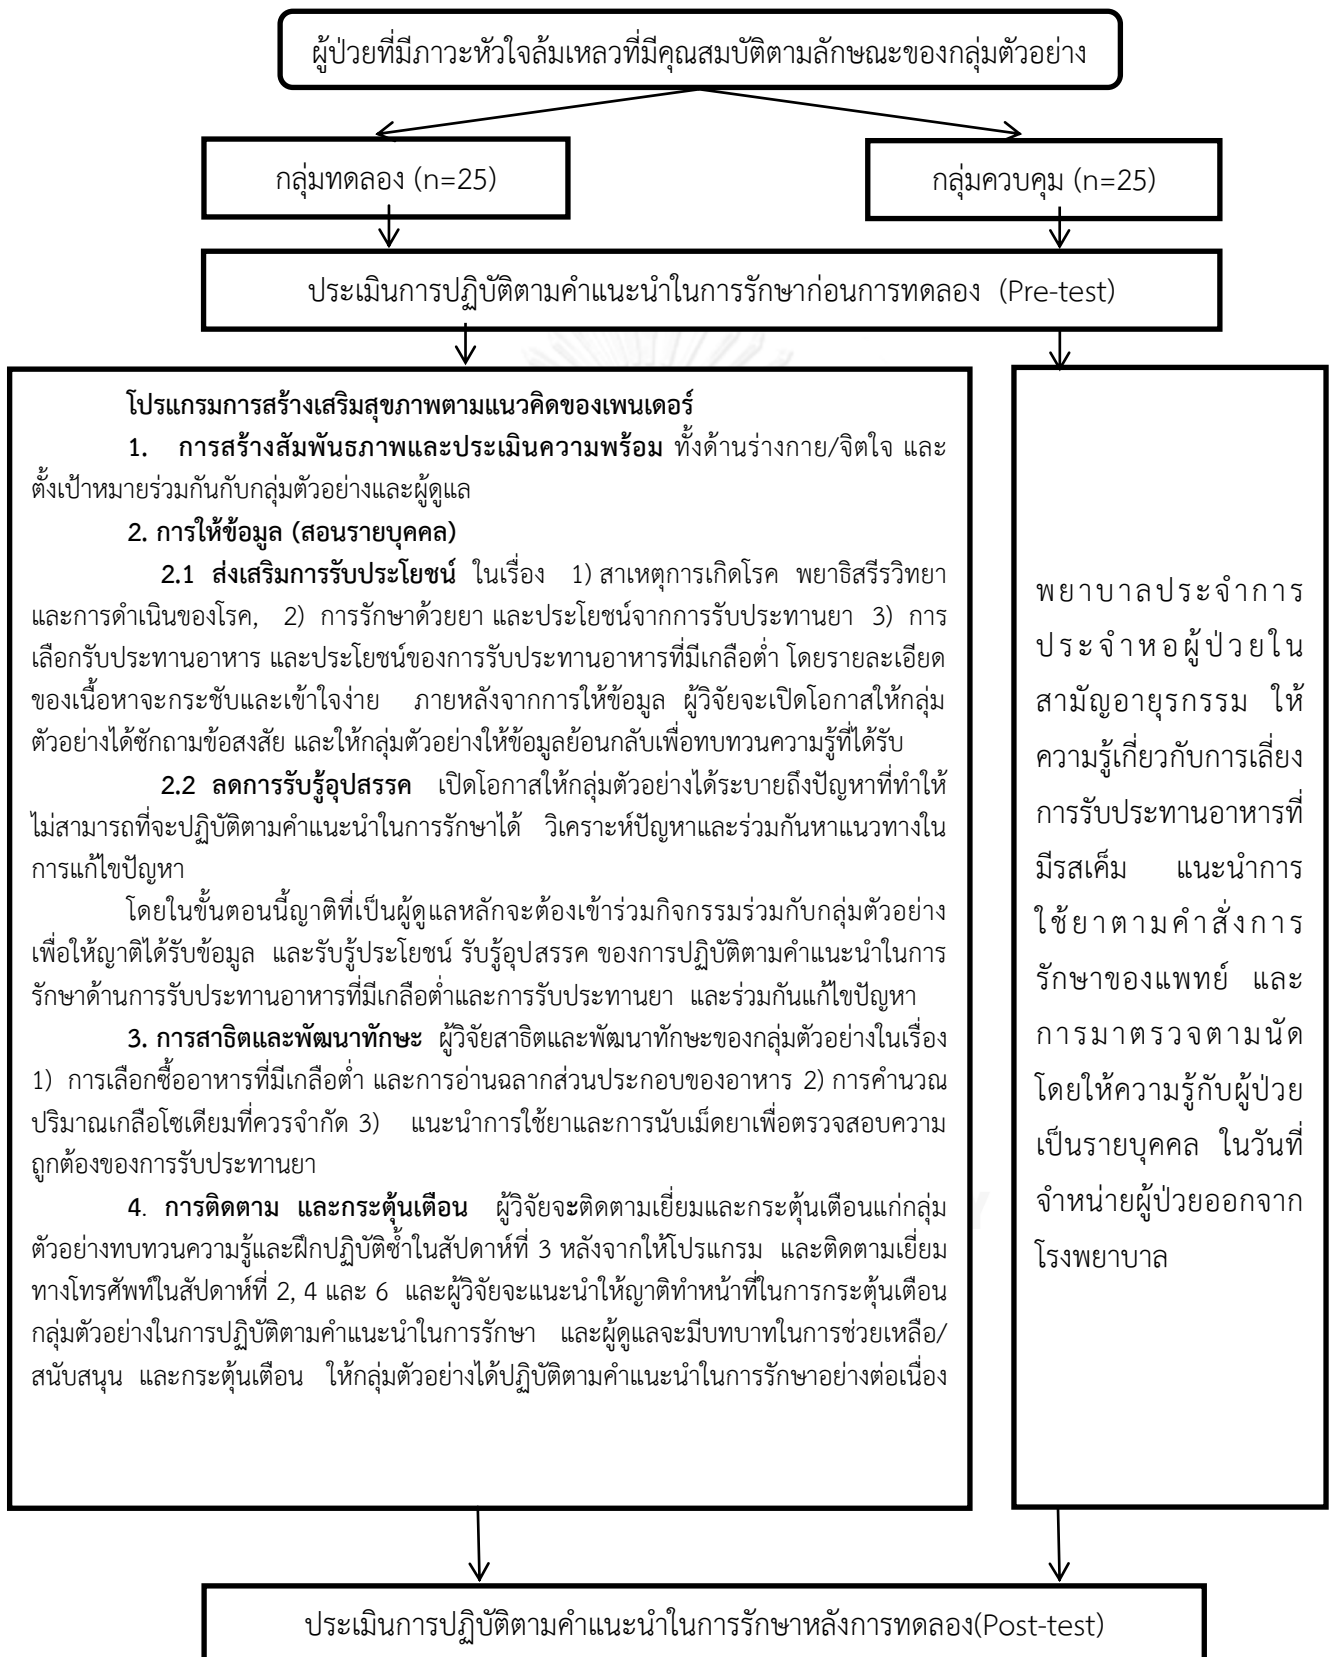 ผู้ป่วยที่มีภาวะหัวใจล้มเหลวที่มีคุณสมบัติตามลักษณะของกลุ่มตัวอย่าง
กลุ่มทดลอง (n=25)
กลุ่มควบคุม (n=25)
ประเมินการปฏิบัติตามคำแนะนำในการรักษาก่อนการทดลอง (Pre-test)
โปรแกรมการสร้างเสริมสุขภาพตามแนวคิดของเพนเดอร์
1. การสร้างสัมพันธภาพและประเมินความพร้อม ทั้งด้านร่างกาย/จิตใจ และ
ตั้งเป้าหมายร่วมกันกับกลุ่มตัวอย่างและผู้ดูแล
2. การให้ข้อมูล (สอนรายบุคคล)
2.1 ส่งเสริมการรับประโยชน์ ในเรื่อง 1) สาเหตุการเกิดโรค พยาธิสรีรวิทยา
และการดำเนินของโรค, 2) การรักษาด้วยยา และประโยชน์จากการรับประทานยา 3) การ
เลือกรับประทานอาหาร และประโยชน์ของการรับประทานอาหารที่มีเกลือต่ำ โดยรายละเอียด
ของเนื้อหาจะกระชับและเข้าใจง่าย ภายหลังจากการให้ข้อมูล ผู้วิจัยจะเปิดโอกาสให้กลุ่ม
ตัวอย่างได้ซักถามข้อสงสัย และให้กลุ่มตัวอย่างให้ข้อมูลย้อนกลับเพื่อทบทวนความรู้ที่ได้รับ
2.2 ลดการรับรู้อุปสรรค เปิดโอกาสให้กลุ่มตัวอย่างได้ระบายถึงปัญหาที่ทำให้
ไม่สามารถที่จะปฏิบัติตามคำแนะนำในการรักษาได้ วิเคราะห์ปัญหาและร่วมกันหาแนวทางใน
การแก้ไขปัญหา
โดยในขั้นตอนนี้ญาติที่เป็นผู้ดูแลหลักจะต้องเข้าร่วมกิจกรรมร่วมกับกลุ่มตัวอย่าง
เพื่อให้ญาติได้รับข้อมูล และรับรู้ประโยชน์ รับรู้อุปสรรค ของการปฏิบัติตามคำแนะนำในการ
รักษาด้านการรับประทานอาหารที่มีเกลือต่ำและการรับประทานยา และร่วมกันแก้ไขปัญหา
3. การสาธิตและพัฒนาทักษะ ผู้วิจัยสาธิตและพัฒนาทักษะของกลุ่มตัวอย่างในเรื่อง
1) การเลือกซื้ออาหารที่มีเกลือต่ำ และการอ่านฉลากส่วนประกอบของอาหาร 2) การคำนวณ
ปริมาณเกลือโซเดียมที่ควรจำกัด 3) แนะนำการใช้ยาและการนับเม็ดยาเพื่อตรวจสอบความ
ถูกต้องของการรับประทานยา
4. การติดตาม และกระตุ้นเตือน ผู้วิจัยจะติดตามเยี่ยมและกระตุ้นเตือนแก่กลุ่ม
ตัวอย่างทบทวนความรู้และฝึกปฏิบัติซ้ำในสัปดาห์ที่ 3 หลังจากให้โปรแกรม และติดตามเยี่ยม
ทางโทรศัพท์ในสัปดาห์ที่ 2, 4 และ 6 และผู้วิจัยจะแนะนำให้ญาติทำหน้าที่ในการกระตุ้นเตือน
กลุ่มตัวอย่างในการปฏิบัติตามคำแนะนำในการรักษา และผู้ดูแลจะมีบทบาทในการช่วยเหลือ/
สนับสนุน และกระตุ้นเตือน ให้กลุ่มตัวอย่างได้ปฏิบัติตามคำแนะนำในการรักษาอย่างต่อเนื่อง
พยาบาลประจำการ
ประจำหอผู้ป่วยใน
สามัญอายุรกรรม ให้
ความรู้เกี่ยวกับการเลี่ยง
การรับประทานอาหารที่
มีรสเค็ม แนะนำการ
ใช้ยาตามคำสั่งการ
รักษาของแพทย์ และ
การมาตรวจตามนัด
โดยให้ความรู้กับผู้ป่วย
เป็นรายบุคคล ในวันที่
จำหน่ายผู้ป่วยออกจาก
โรงพยาบาล
ประเมินการปฏิบัติตามคำแนะนำในการรักษาหลังการทดลอง(Post-test)